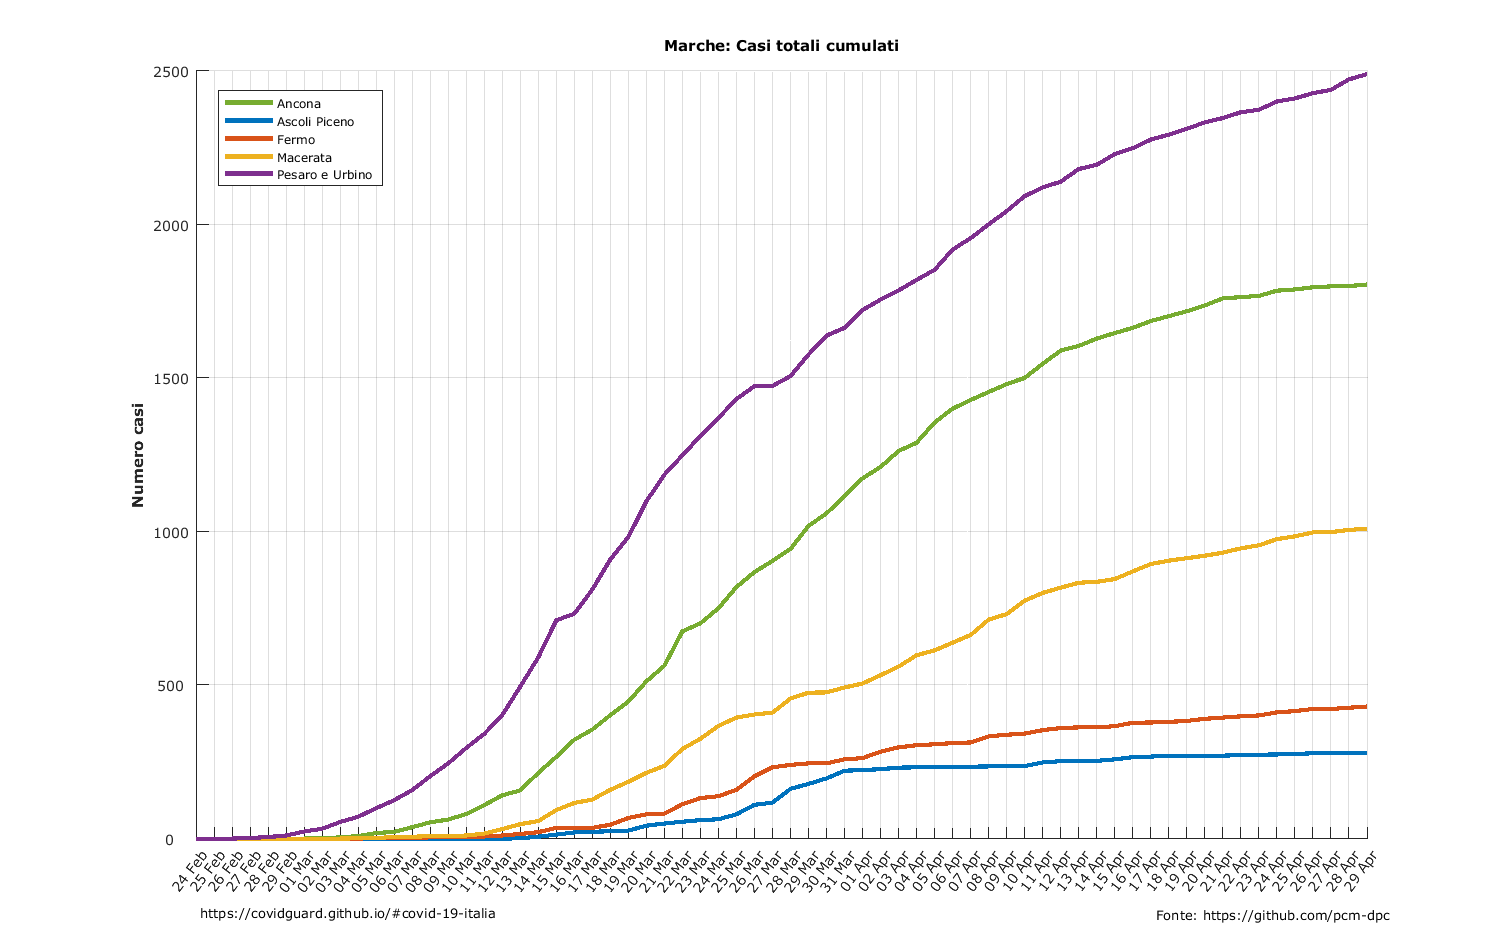 Marche: Casi totali cumulati
2500
2000
1500
1000
500
0
Numero casi
Ancona
Ascoli Piceno
Fermo
Macerata
Pesaro e Urbino
24 Feb
25 Feb
26 Feb
27 Feb
28 Feb
29 Feb
01 Mar
02 Mar
03 Mar
04 Mar
05 Mar
06 Mar
07 Mar
08 Mar
09 Mar
10 Mar
11 Mar
12 Mar
13 Mar
14 Mar
15 Mar
16 Mar
17 Mar
18 Mar
19 Mar
20 Mar
21 Mar
22 Mar
23 Mar
24 Mar
25 Mar
26 Mar
27 Mar
28 Mar
29 Mar
30 Mar
31 Mar
01 Apr
02 Apr
03 Apr
04 Apr
05 Apr
06 Apr
07 Apr
08 Apr
09 Apr
10 Apr
11 Apr
12 Apr
13 Apr
14 Apr
15 Apr
16 Apr
17 Apr
18 Apr
19 Apr
20 Apr
21 Apr
22 Apr
23 Apr
24 Apr
25 Apr
26 Apr
27 Apr
28 Apr
29 Apr
https://covidguard.github.io/#covid-19-italia
Fonte: https://github.com/pcm-dpc